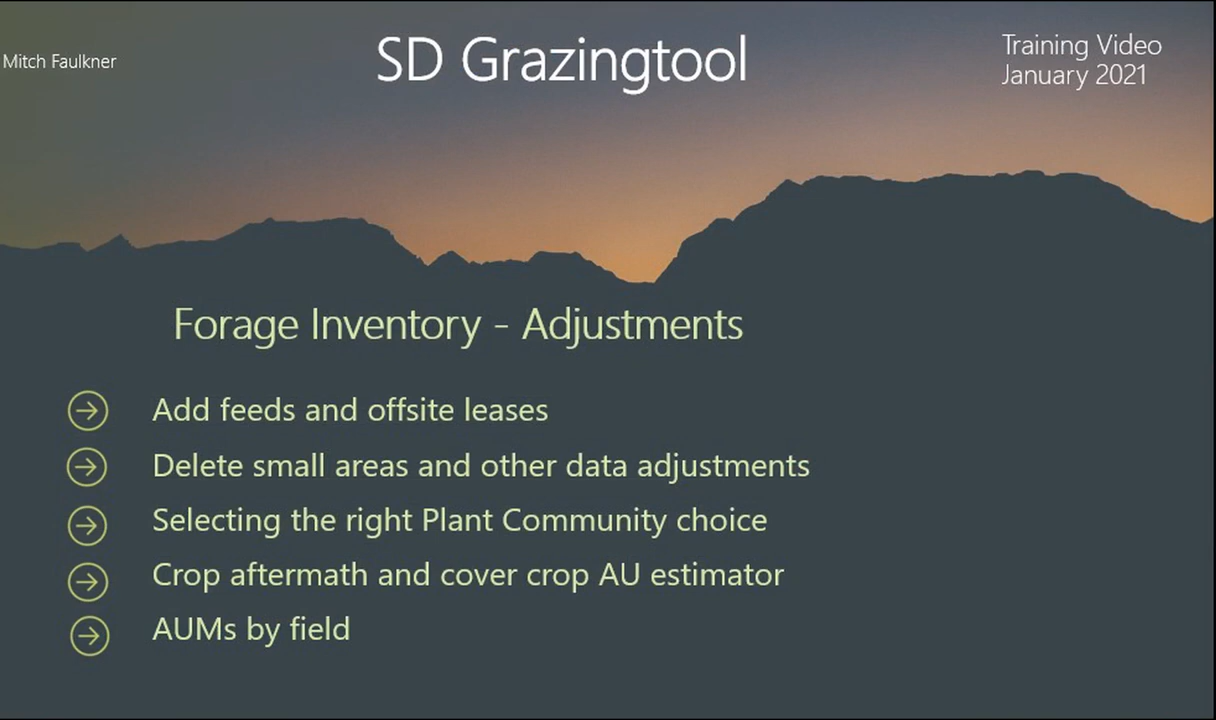 Mitch Faulkner
SD Grazingtool
Training Video
January 2021
Forage Inventory - Adjustments
Add feeds and offsite leases
Delete small areas and other data adjustments
Selecting the right Plant Community choice
Crop aftermath and cover crop AU estimator
AUMs by field